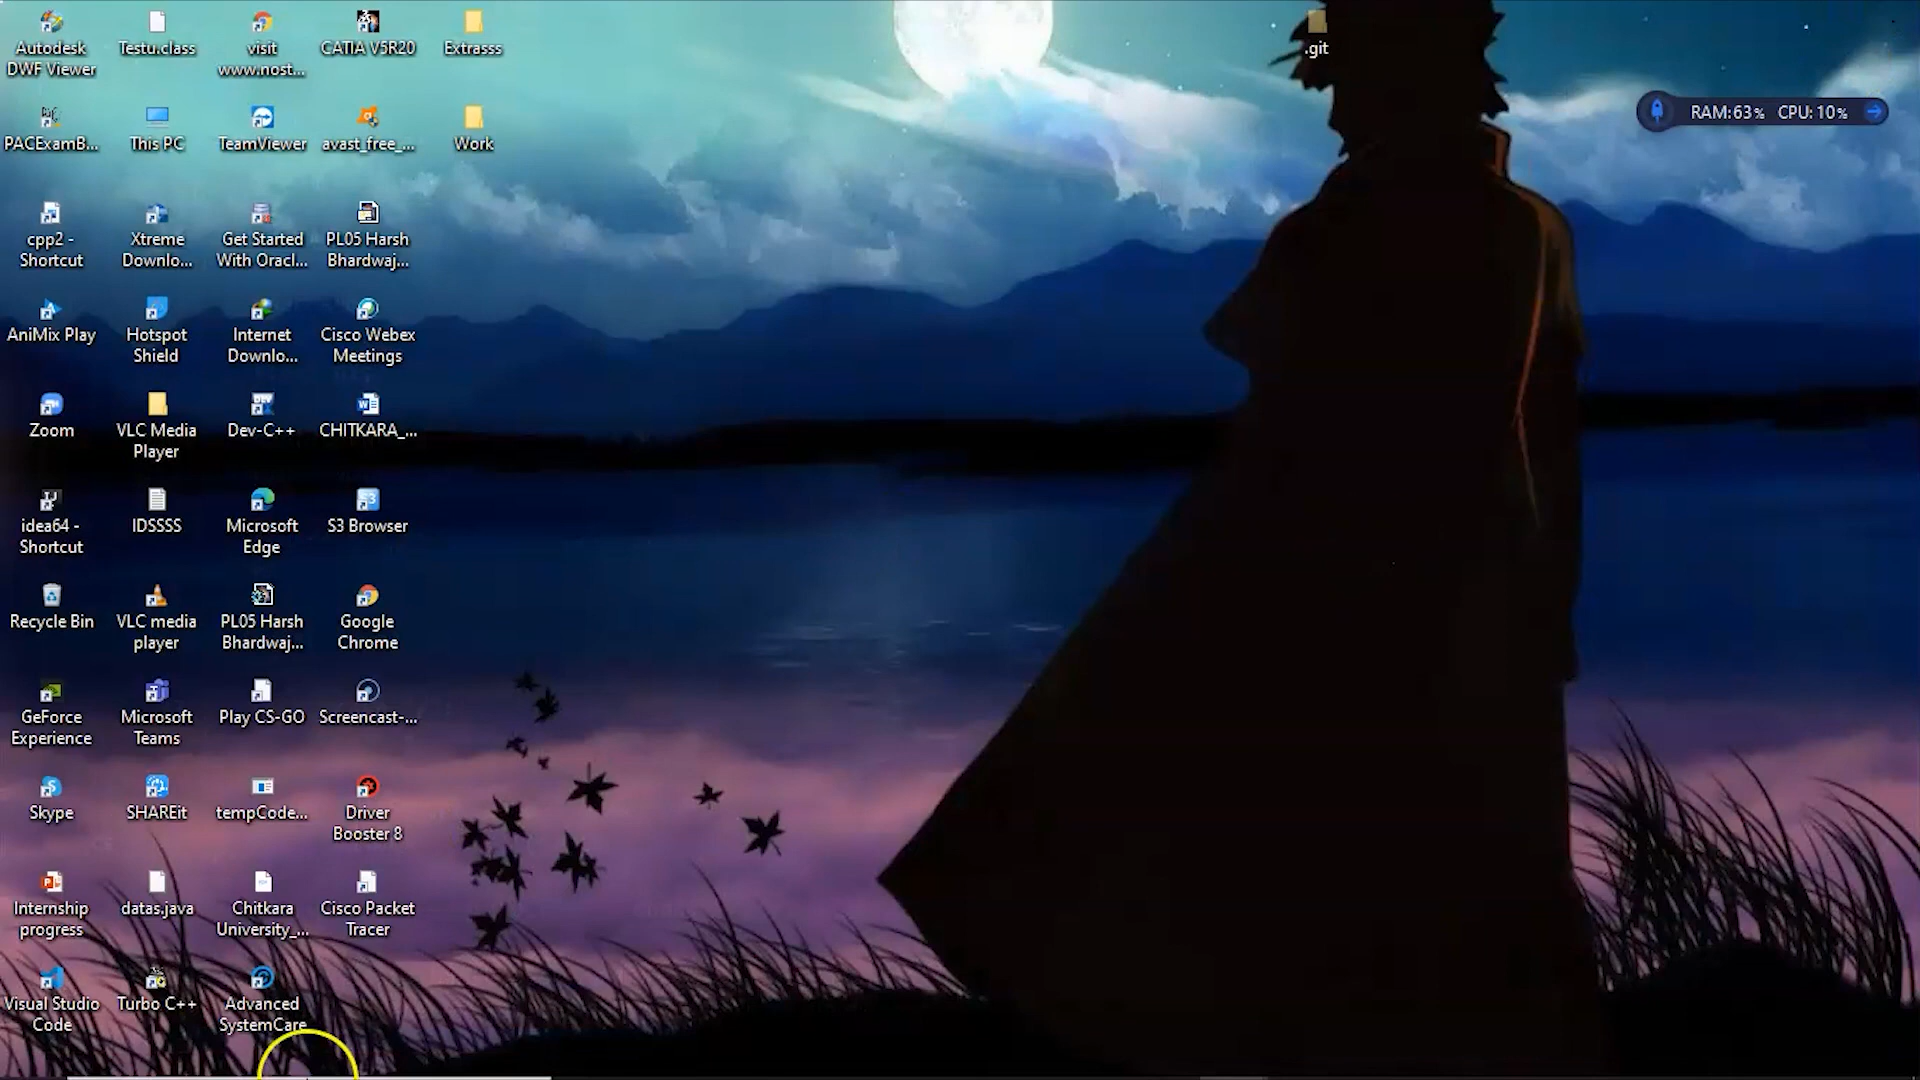 Autodesk
DWF Viewer
Testu.class
visit
www.nost...
CATIA V5R20
Extrasss
.git
PACExamB...
This PC
TeamViewer
avast_free_...
Work
RAM:63% CPU: 10%
cpp2 -
Shortcut
Xtreme
Downlo...
Get Started
With Oracl...
PL05 Harsh
Bhardwaj...
AniMix Play
Hotspot
Shield
Internet
Downlo...
Cisco Webex
Meetings
Zoom
VLC Media
Player
Dev-C++
CHITKARA_...
idea64 -
Shortcut
IDSSSS
Microsoft
Edge
S3 Browser
Recycle Bin
VLC media
player
PL05 Harsh
Bhardwaj...
Google
Chrome
GeForce
Experience
Microsoft
Teams
Play CS-GO
Screencast-...
Skype
SHAREit
tempCode...
Driver
Booster 8
Internship
progress
datas.java
Chitkara
University_...
Cisco Packet
Tracer
Visual Studio
Code
Turbo C++
Advanced
SystemCare